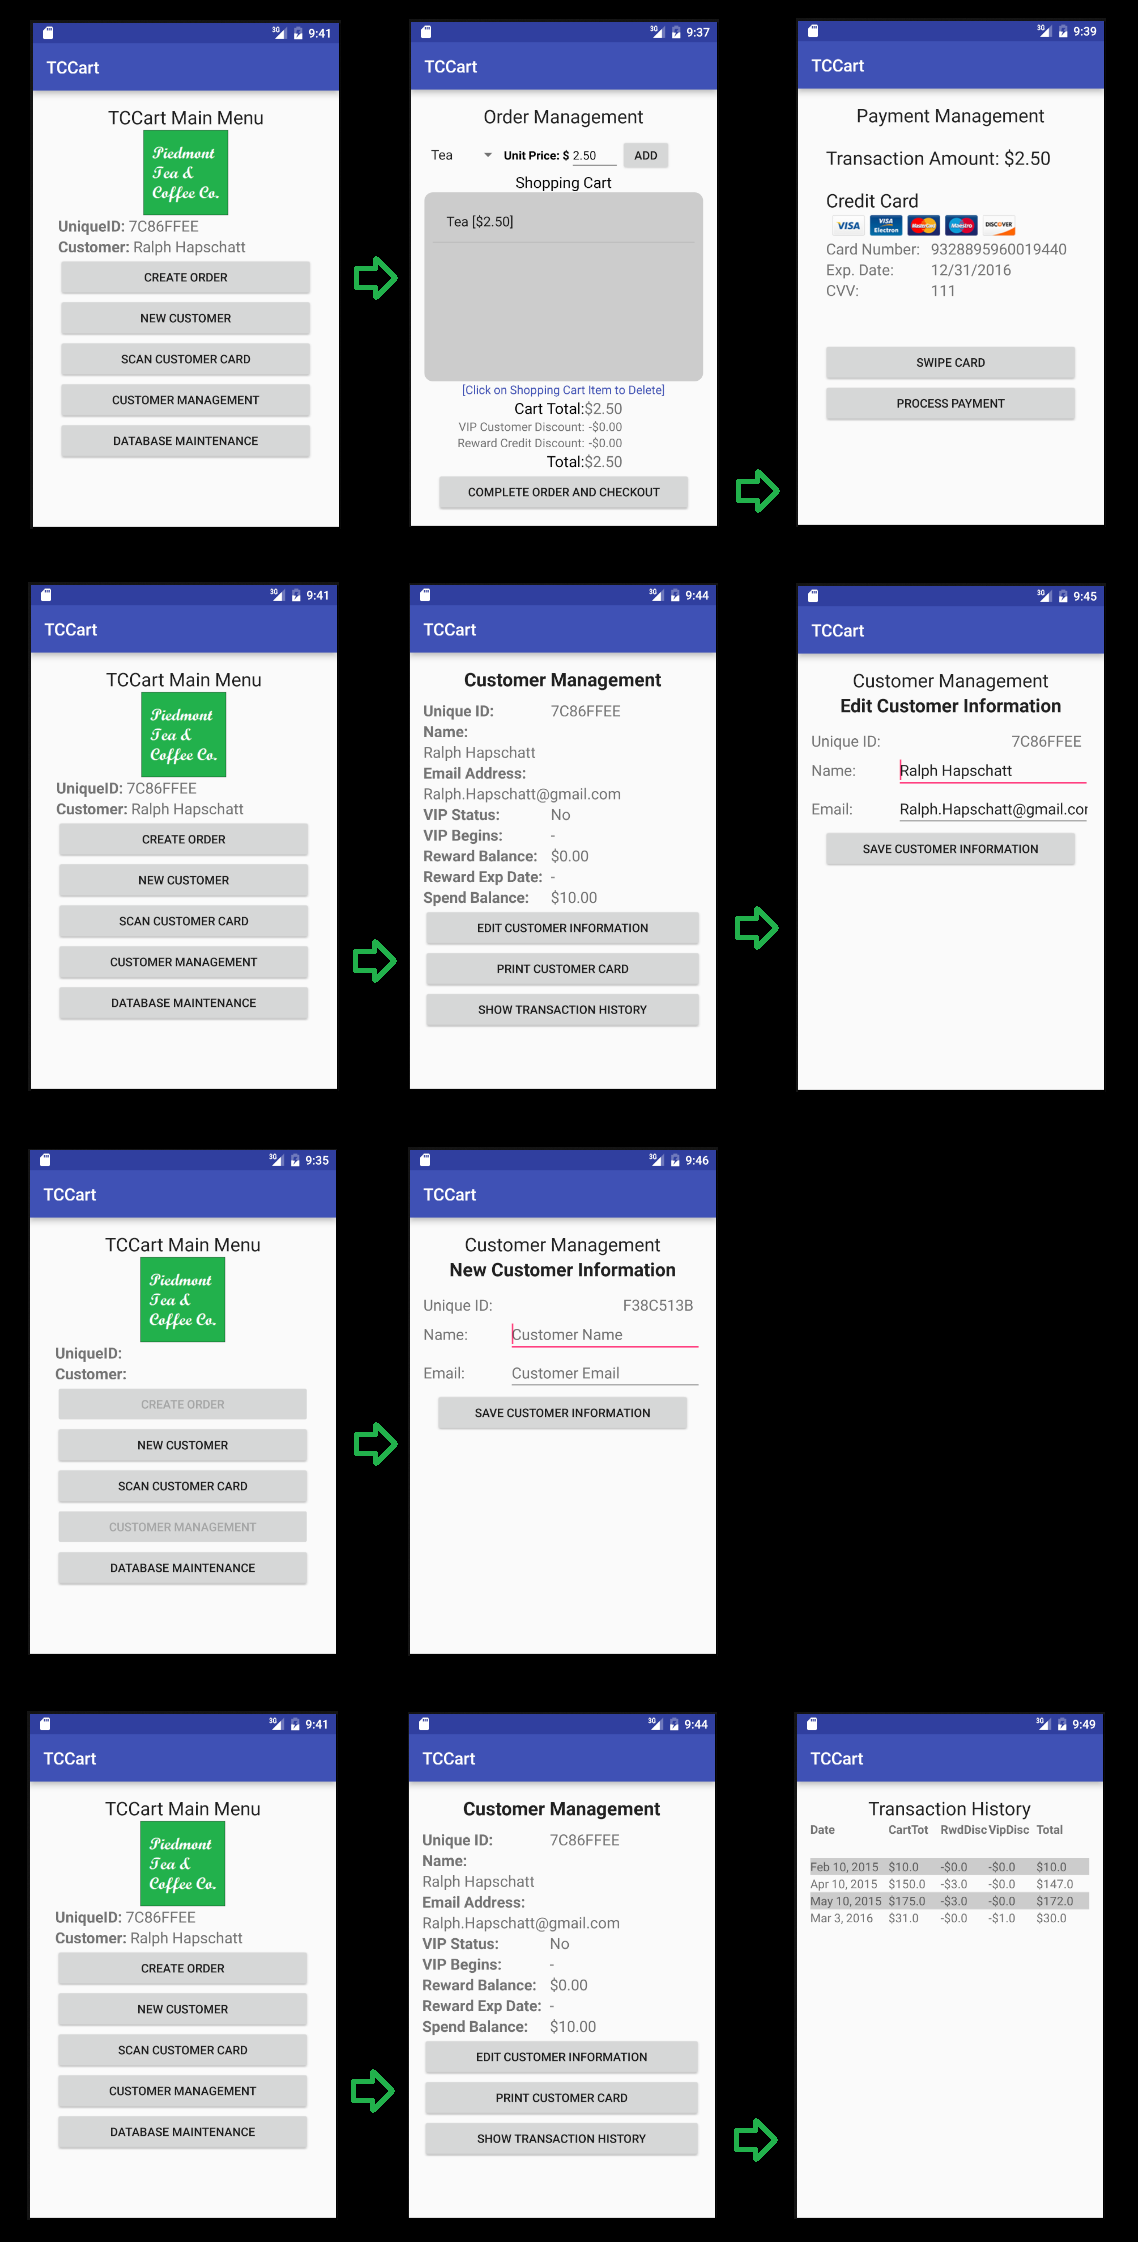 3G 9:41
TCCart
TCCart Main Menu
Piedmont
Tea &
Coffee Co.
UniqueID: 7C86FFEE
Customer: Ralph Hapschatt
CREATE ORDER
NEW CUSTOMER
SCAN CUSTOMER CARD
CUSTOMER MANAGEMENT
DATABASE MAINTENANCE
3G 9:37
TCCart
Order Management
Tea Unit Price: $ 2.50 ADD
Shopping Cart
Tea [$2.50]
[Click on Shopping Cart Item to Delete]
Cart Total:$2.50
VIP Customer Discount: -$0.00
Reward Credit Discount: -$0.00
Total:$2.50
COMPLETE ORDER AND CHECKOUT
3G 9:39
TCCart
Payment Management
Transaction Amount: $2.50
Credit Card
VISA VISA Electron MasterCard Maestro DISCOVER
Card Number: 9328895960019440
Exp. Date: 12/31/2016
CVV: 111
SWIPE CARD
PROCESS PAYMENT
3G 9:41
TCCart
TCCart Main Menu
Piedmont
Tea &
Coffee Co.
UniqueID: 7C86FFEE
Customer: Ralph Hapschatt
CREATE ORDER
NEW CUSTOMER
SCAN CUSTOMER CARD
CUSTOMER MANAGEMENT
DATABASE MAINTENANCE
3G 9:44
TCCart
Customer Management
Unique ID: 7C86FFEE
Name:
Ralph Hapschatt
Email Address:
Ralph.Hapschatt@gmail.com
VIP Status: No
VIP Begins: -
Reward Balance: $0.00
Reward Exp Date: -
Spend Balance: $10.00
EDIT CUSTOMER INFORMATION
PRINT CUSTOMER CARD
SHOW TRANSACTION HISTORY
3G 9:45
TCCart
Customer Management
Edit Customer Information
Unique ID: 7C86FFEE
Name: Ralph Hapschatt
Email: Ralph.Hapschatt@gmail.cor
SAVE CUSTOMER INFORMATION
3G 9:35
TCCart
TCCart Main Menu
Piedmont
Tea &
Coffee Co.
UniqueID:
Customer:
CREATE ORDER
NEW CUSTOMER
SCAN CUSTOMER CARD
CUSTOMER MANAGEMENT
DATABASE MAINTENANCE
3G 9:46
TCCart
Customer Management
New Customer Information
Unique ID: F38C513B
Name: Customer Name
Email: Customer Email
SAVE CUSTOMER INFORMATION
3G 9:41
TCCart
TCCart Main Menu
Piedmont
Tea &
Coffee Co.
UniqueID: 7C86FFEE
Customer: Ralph Hapschatt
CREATE ORDER
NEW CUSTOMER
SCAN CUSTOMER CARD
CUSTOMER MANAGEMENT
DATABASE MAINTENANCE
3G 9:44
TCCart
Customer Management
Unique ID: 7C86FFEE
Name:
Ralph Hapschatt
Email Address:
Ralph.Hapschatt@gmail.com
VIP Status: No
VIP Begins: -
Reward Balance: $0.00
Reward Exp Date: -
Spend Balance: $10.00
EDIT CUSTOMER INFORMATION
PRINT CUSTOMER CARD
SHOW TRANSACTION HISTORY
3G 9:49
TCCart
Transaction History
Date CartTot RwdDisc VipDisc Total
Feb 10, 2015 $10.0 -$0.0 -$0.0 $10.0
Apr 10, 2015 $150.0 -$3.0 -$0.0 $147.0
May 10, 2015 $175.0 -$3.0 -$0.0 $172.0
Mar 3, 2016 $31.0 -$0.0 -$1.0 $30.0